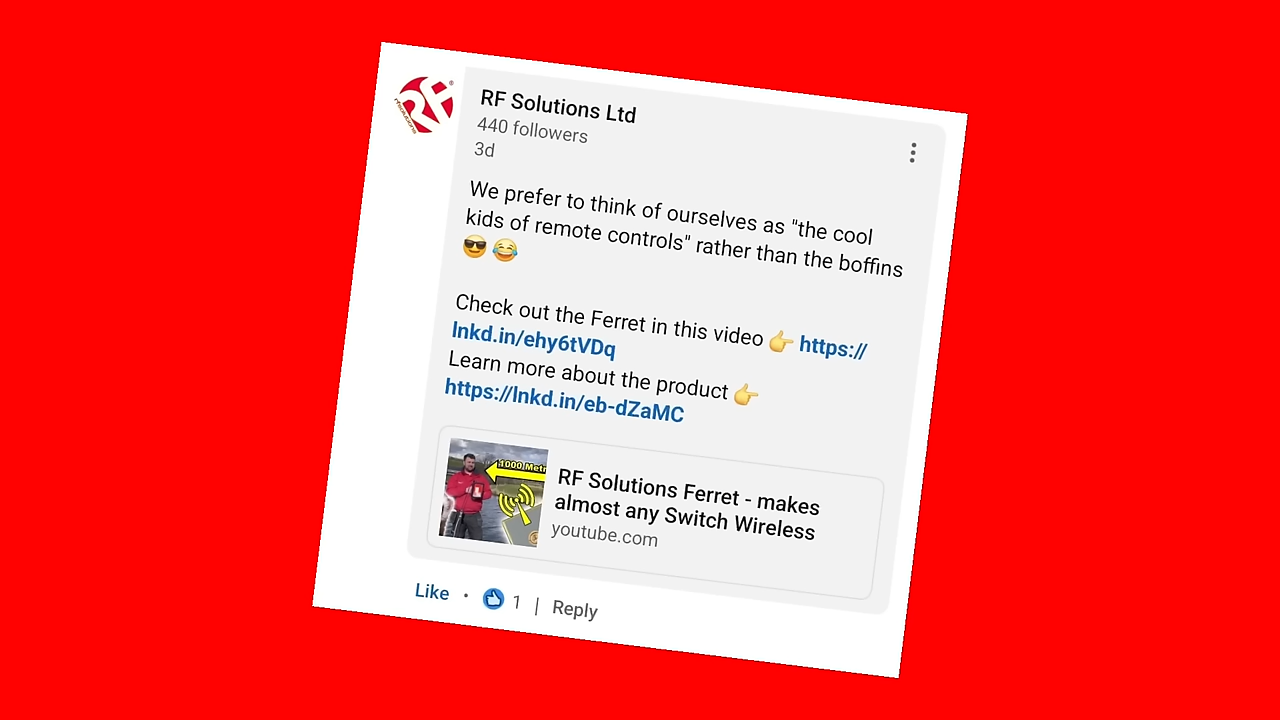 RF
RF Solutions Ltd
440 followers
3d
We prefer to think of ourselves as "the cool
kids of remote controls" rather than the boffins
😎 😂
Check out the Ferret in this video 👉 https://
lnkd.in/ehy6tVDq
Learn more about the product 👉
https://lnkd.in/eb-dZaMC
1000 Metr
RF Solutions Ferret - makes
almost any Switch Wireless
youtube.com
Like • 1 | Reply